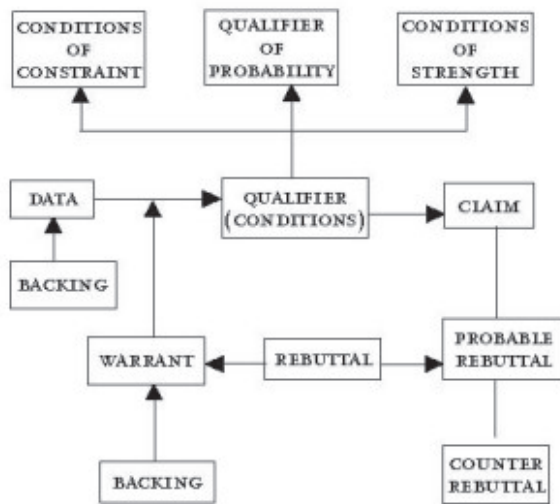 CONDITIONS
OF
CONSTRAINT
QUALIFIER
OF
PROBABILITY
CONDITIONS
OF
STRENGTH
DATA
QUALIFIER
(CONDITIONS)
CLAIM
BACKING
WARRANT
REBUTTAL
PROBABLE
REBUTTAL
BACKING
COUNTER
REBUTTAL